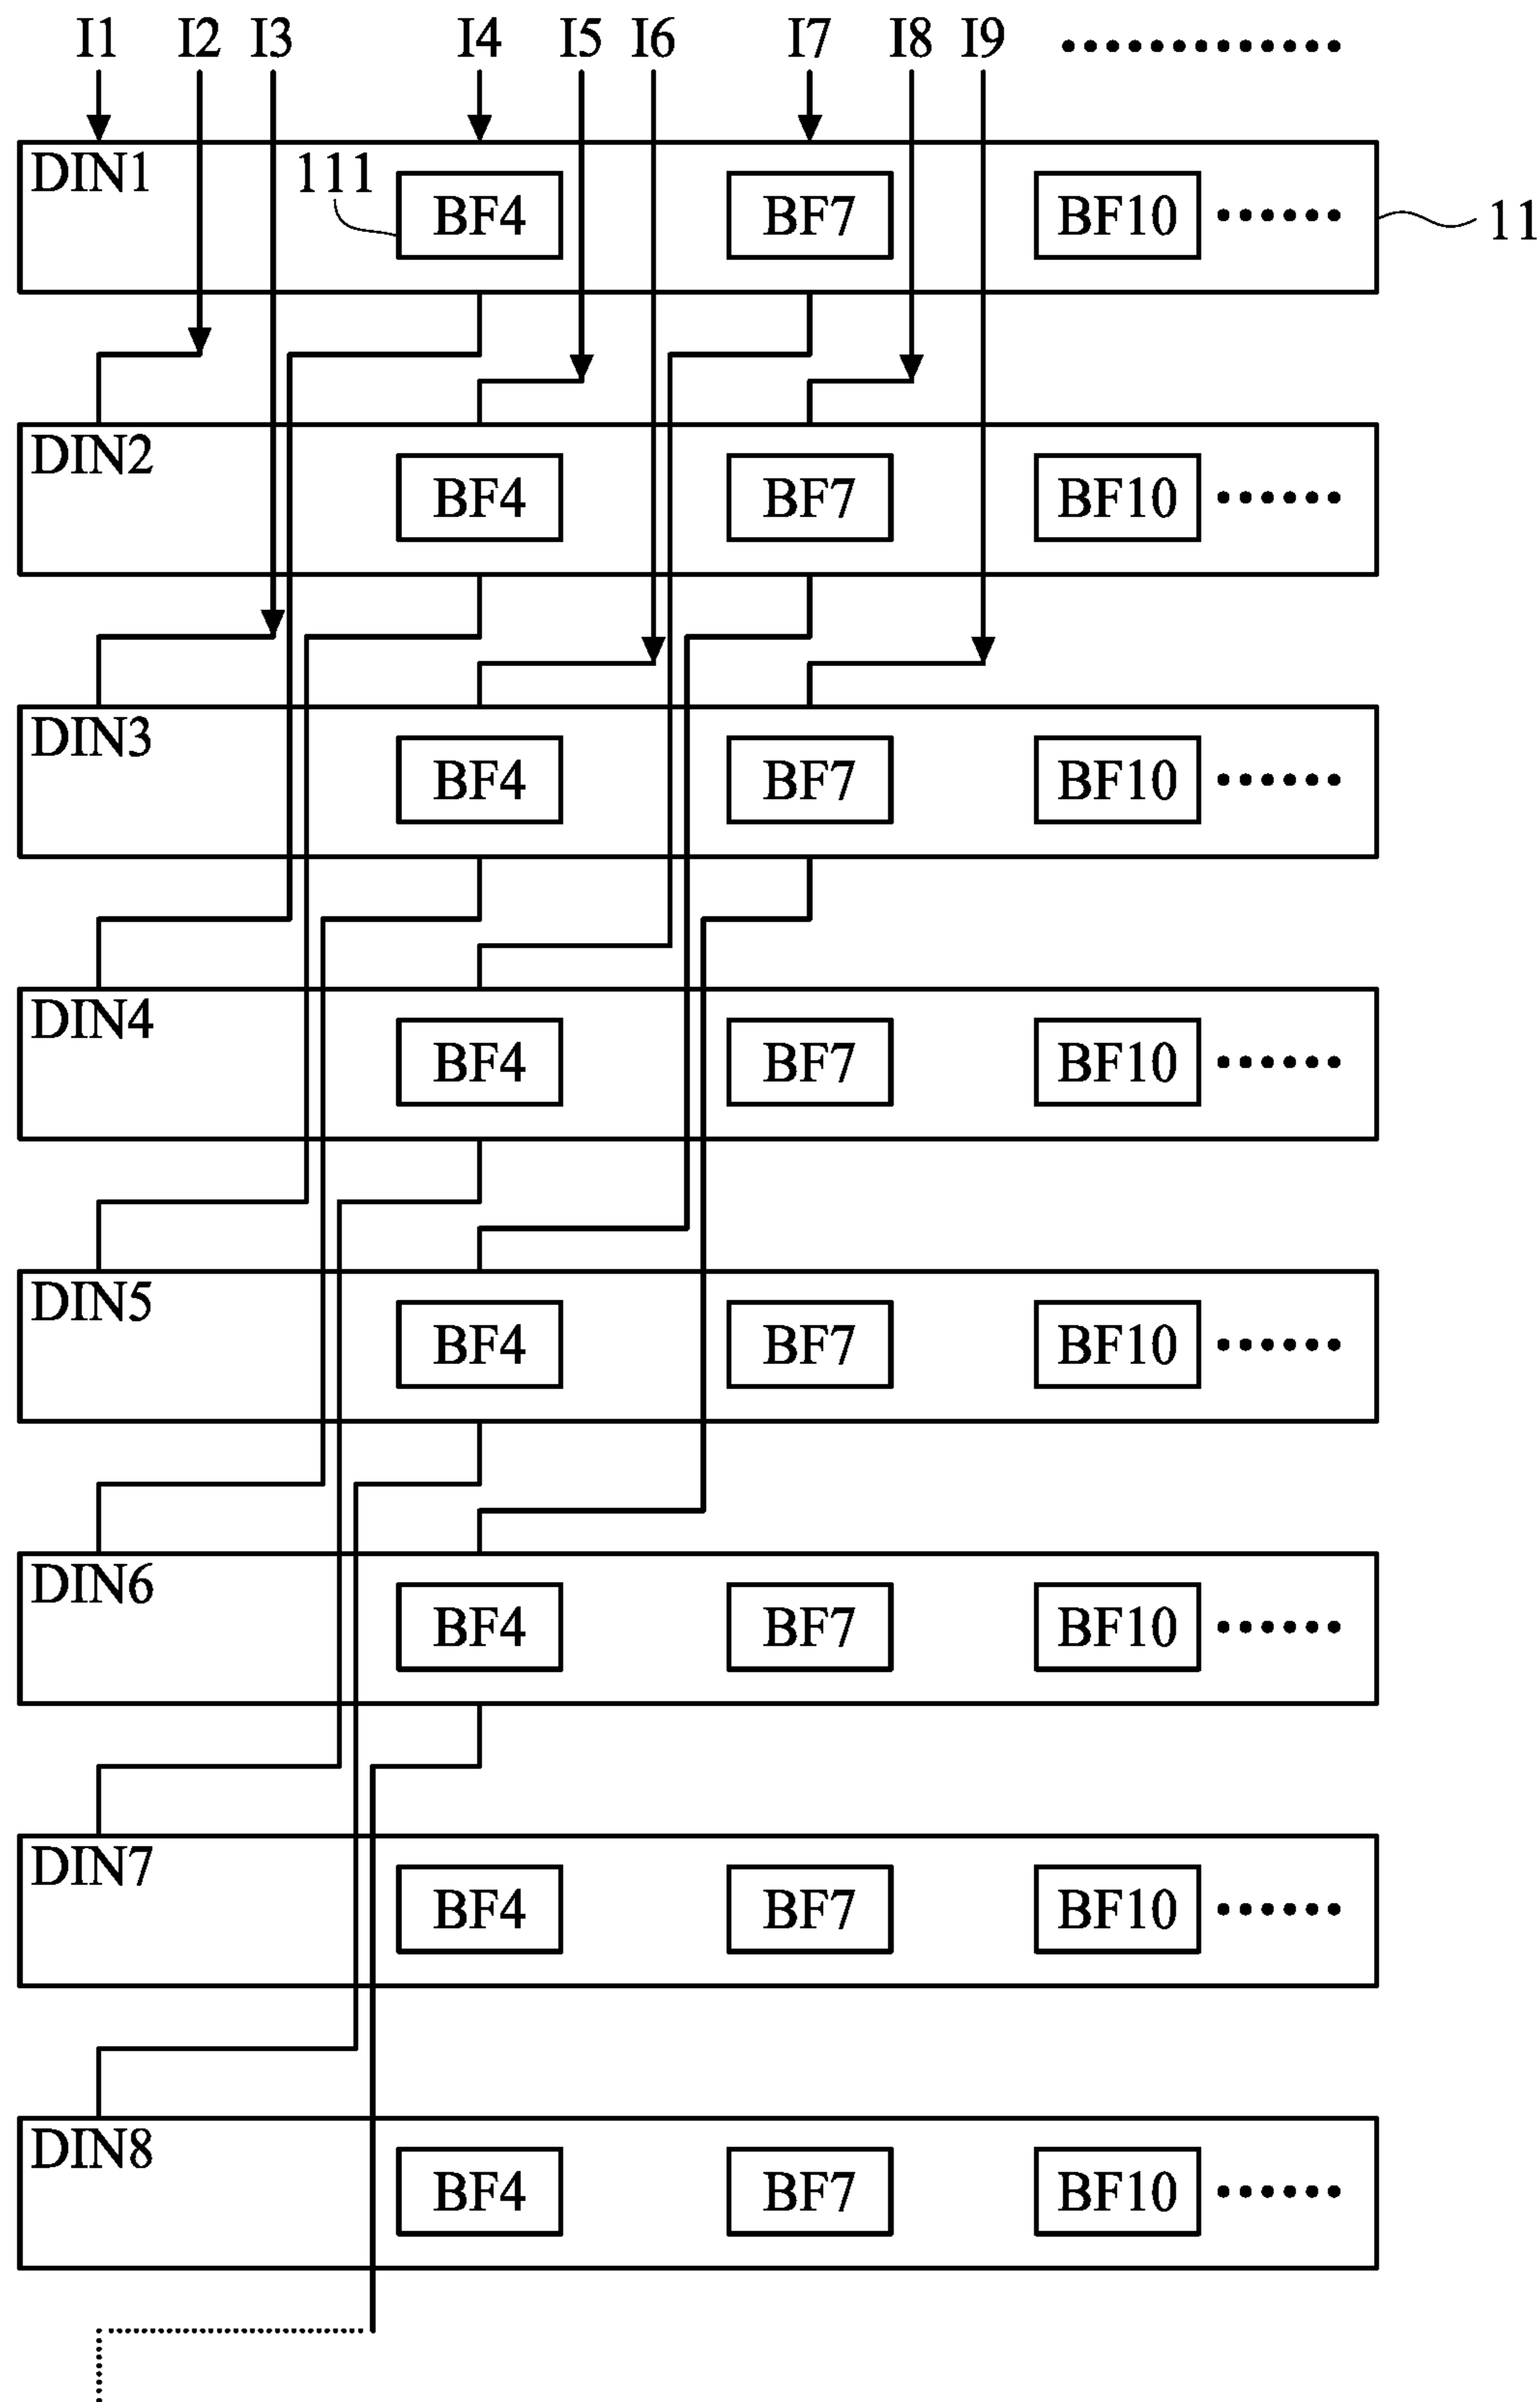 I1 I2 I3 I4 I5 I6 I7 I8 I9 .............
DIN1 111 BF4 BF7 BF10 ...... 11
DIN2 BF4 BF7 BF10 ......
DIN3 BF4 BF7 BF10 ......
DIN4 BF4 BF7 BF10 ......
DIN5 BF4 BF7 BF10 ......
DIN6 BF4 BF7 BF10 ......
DIN7 BF4 BF7 BF10 ......
DIN8 BF4 BF7 BF10 ......